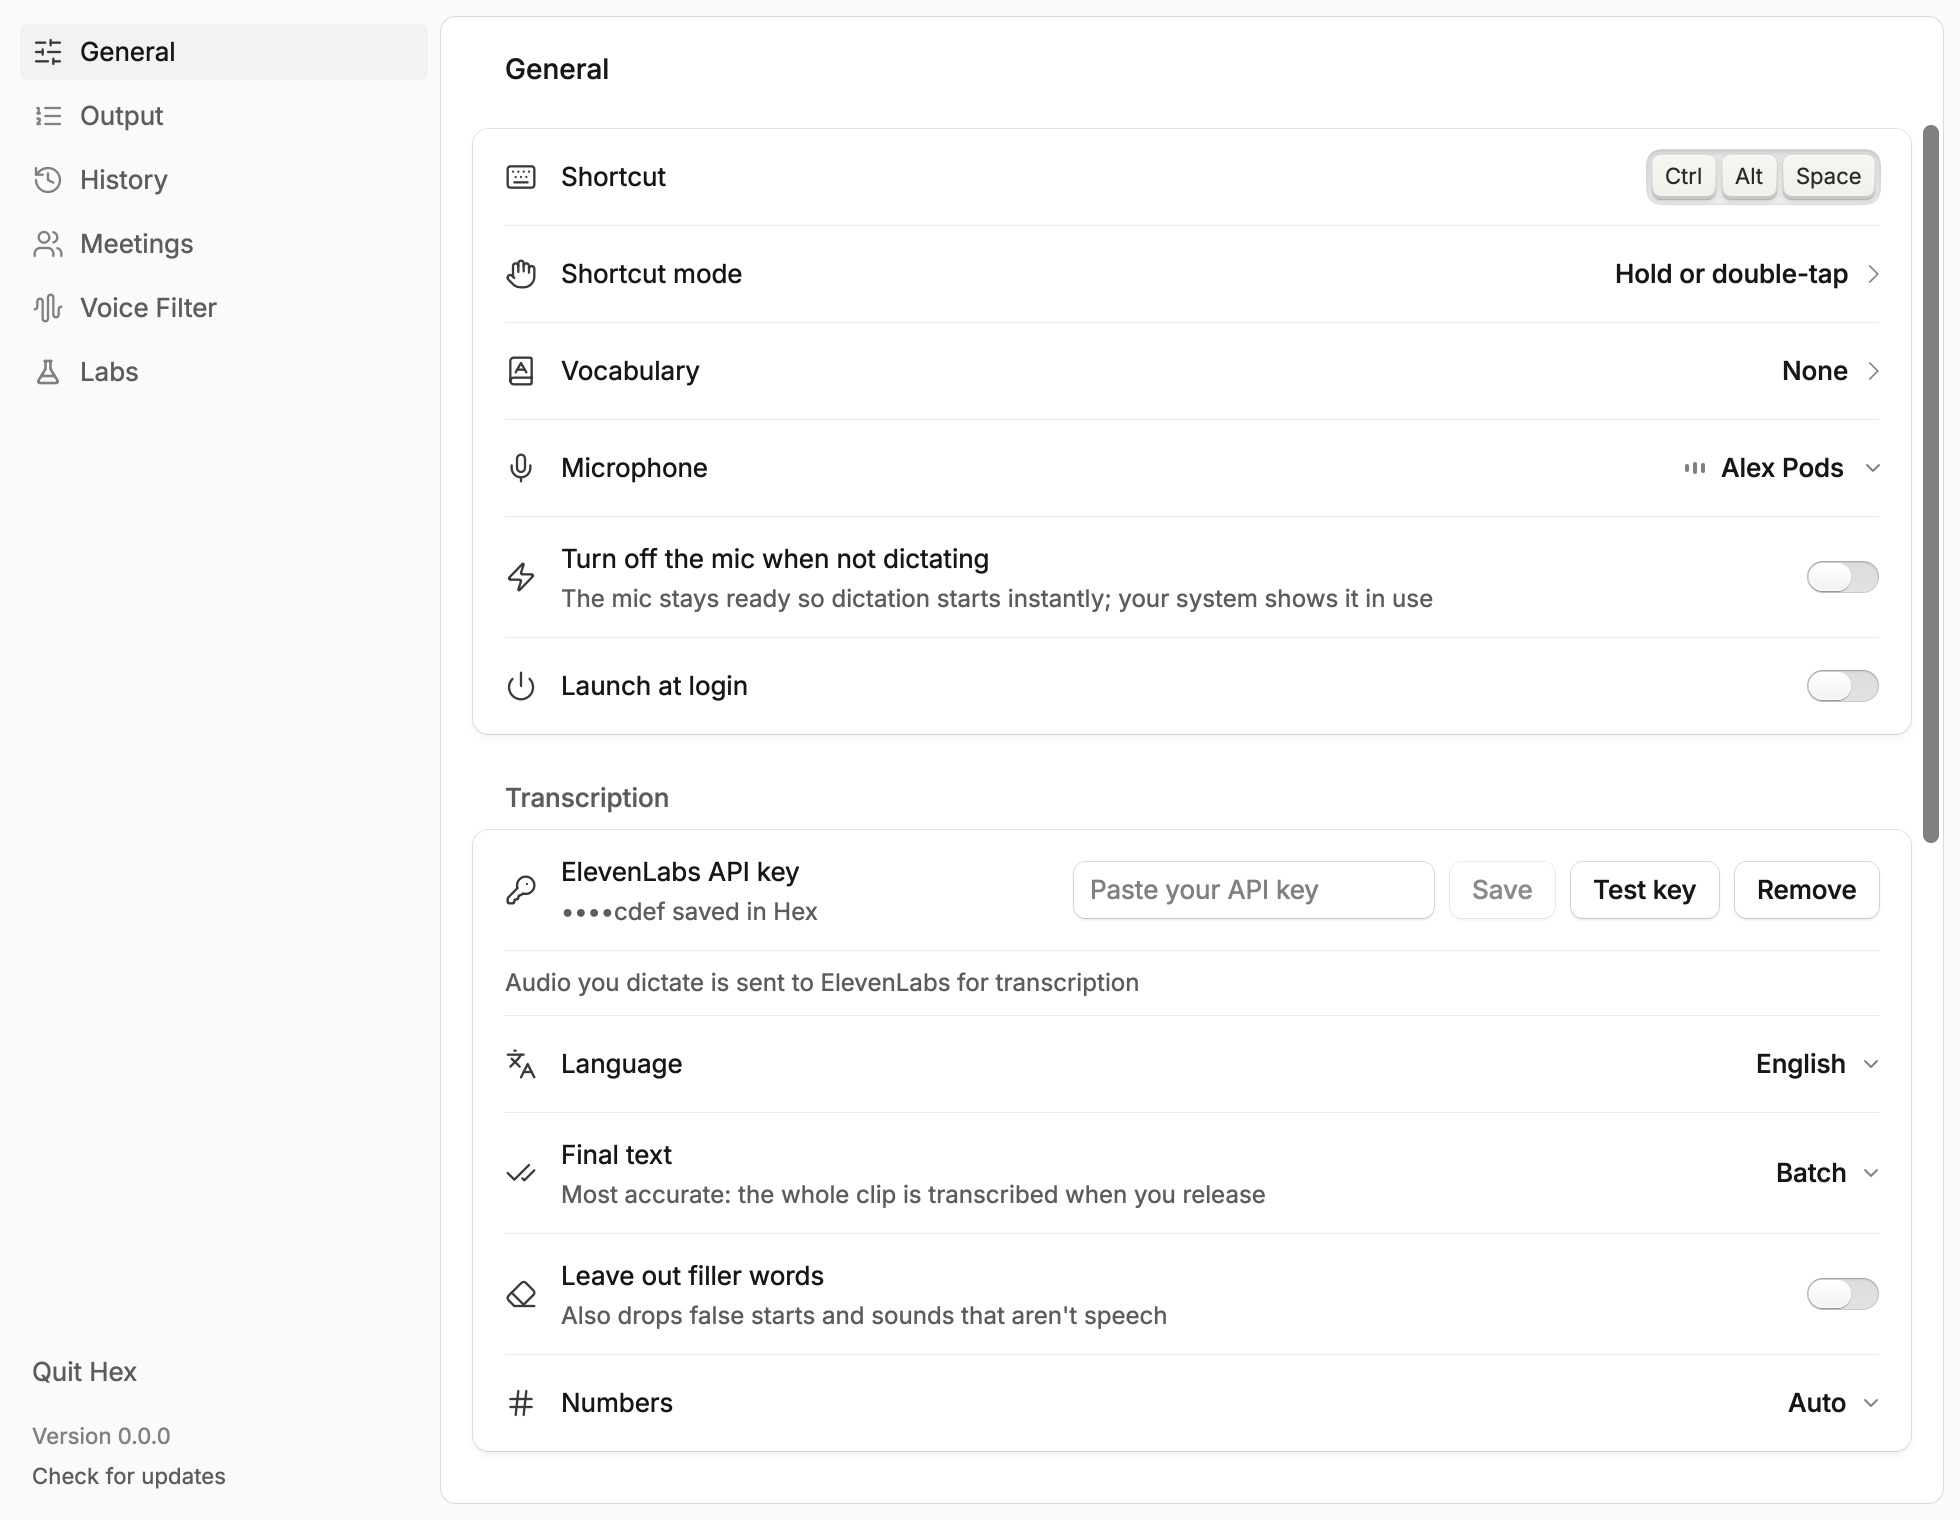 General
Output
History
Meetings
Voice Filter
Labs
Quit Hex
Version 0.0.0
Check for updates
General
Shortcut Ctrl Alt Space
Shortcut mode Hold or double-tap
Vocabulary None
Microphone Alex Pods
Turn off the mic when not dictating
The mic stays ready so dictation starts instantly; your system shows it in use
Launch at login
Transcription
ElevenLabs API key
••••cdef saved in Hex
Paste your API key Save Test key Remove
Audio you dictate is sent to ElevenLabs for transcription
Language English
Final text
Most accurate: the whole clip is transcribed when you release
Batch
Leave out filler words
Also drops false starts and sounds that aren't speech
Numbers Auto